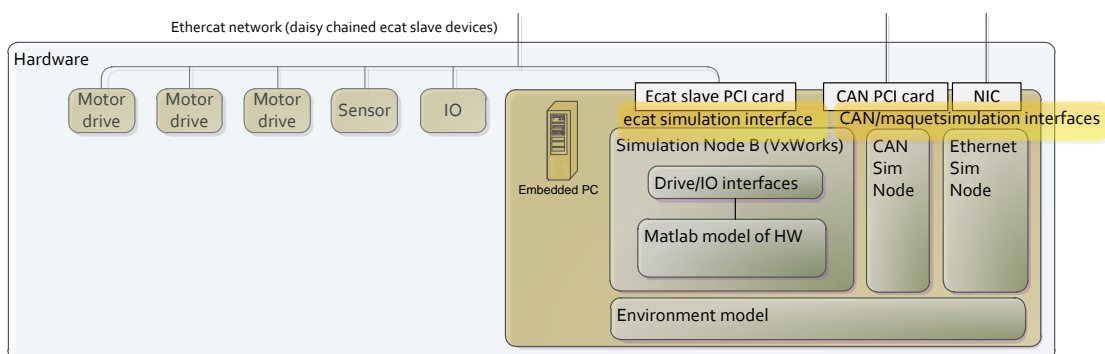 Ethercat network (daisy chained ecat slave devices)
Hardware
Motor
drive
Motor
drive
Motor
drive
Sensor
IO
Ecat slave PCI card
CAN PCI card
NIC
ecat simulation interface
CAN/maquetsimulation interfaces
Embedded PC
Simulation Node B (VxWorks)
Drive/IO interfaces
Matlab model of HW
CAN
Sim
Node
Ethernet
Sim
Node
Environment model